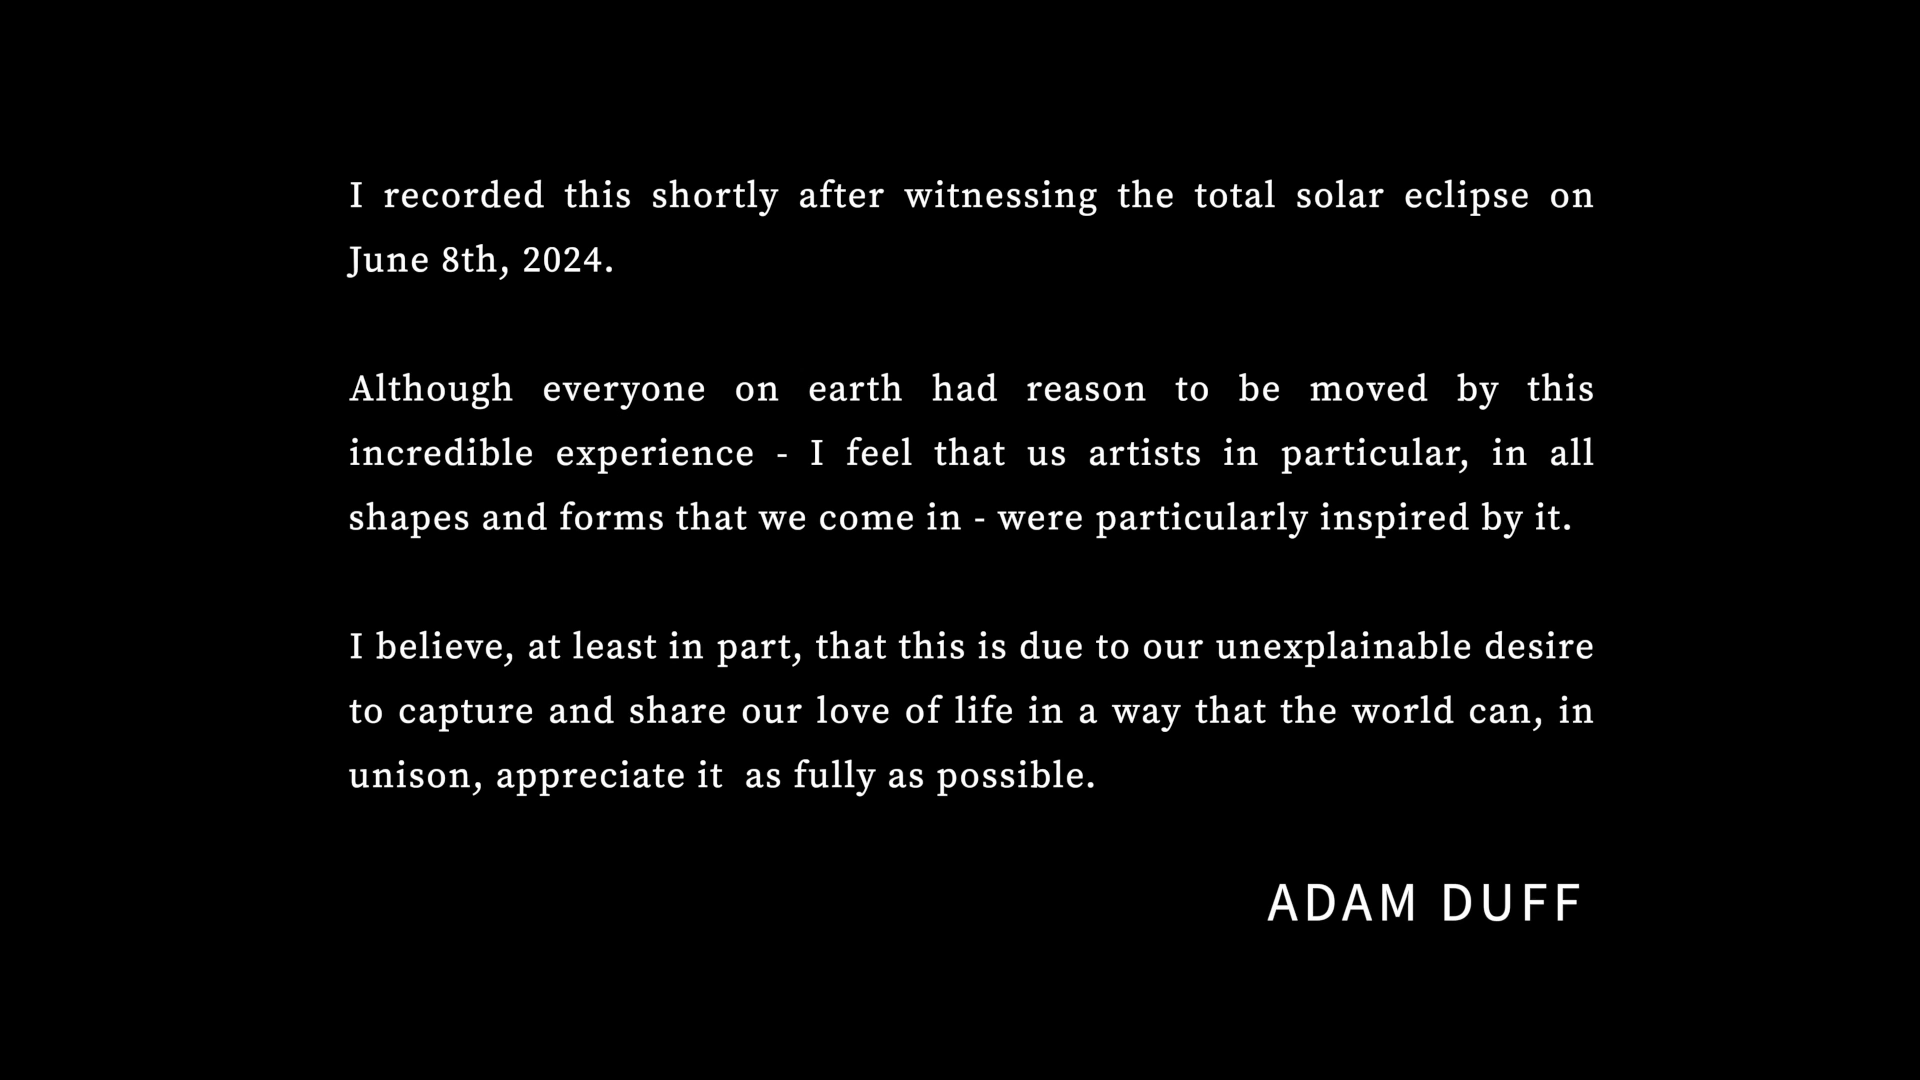 I recorded this shortly after witnessing the total solar eclipse on
June 8th, 2024.
Although everyone on earth had reason to be moved by this
incredible experience - I feel that us artists in particular, in all
shapes and forms that we come in - were particularly inspired by it.
I believe, at least in part, that this is due to our unexplainable desire
to capture and share our love of life in a way that the world can, in
unison, appreciate it  as fully as possible.
ADAM DUFF